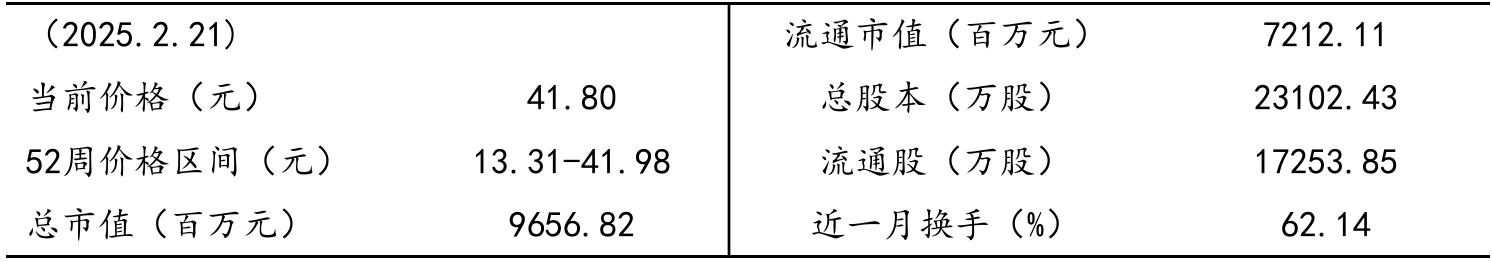 （2025.2.21） 流通市值（百万元） 7212.11
当前价格（元） 41.80 总股本（万股） 23102.43
52周价格区间（元） 13.31-41.98 流通股（万股） 17253.85
总市值（百万元） 9656.82 近一月换手（%） 62.14